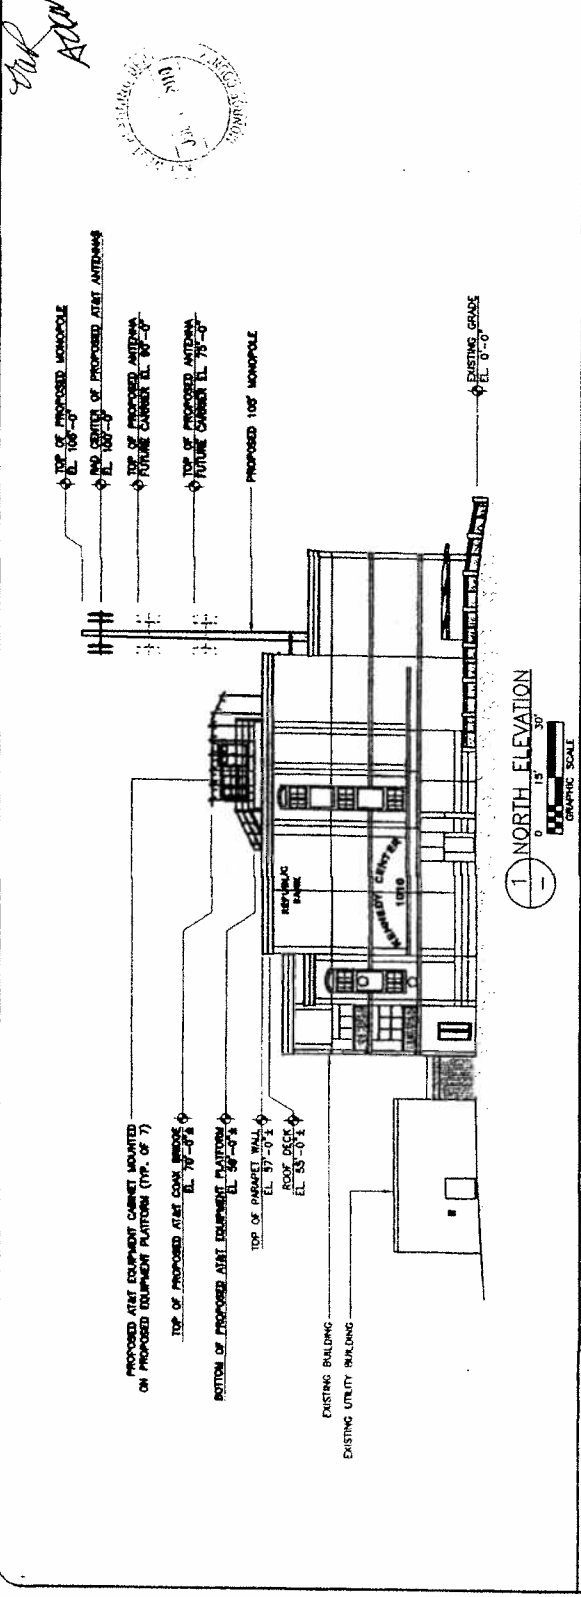 PROPOSED AT&T EQUIPMENT CABINET MOUNTED
ON PROPOSED EQUIPMENT PLATFORM (TYP. OF 7)
TOP OF PROPOSED AT&T COAX BRIDGE
EL. 70'-0"±
BOTTOM OF PROPOSED AT&T EQUIPMENT PLATFORM
EL. 58'-0"±
TOP OF PARAPET WALL
EL. 57'-0"±
ROOF DECK
EL. 55'-0"±
EXISTING BUILDING
EXISTING UTILITY BUILDING
REPUBLIC
BANK
KENNEDY CENTER
1010
TOP OF PROPOSED MONOPOLE
EL. 105'-0"
RAD CENTER OF PROPOSED AT&T ANTENNAS
EL. 100'-0"
TOP OF PROPOSED ANTENNA
FUTURE CARRIER EL. 90'-0"
TOP OF PROPOSED ANTENNA
FUTURE CARRIER EL. 75'-0"
PROPOSED 105' MONOPOLE
EXISTING GRADE
EL. 0'-0"
1
NORTH ELEVATION
0 15' 30'
GRAPHIC SCALE